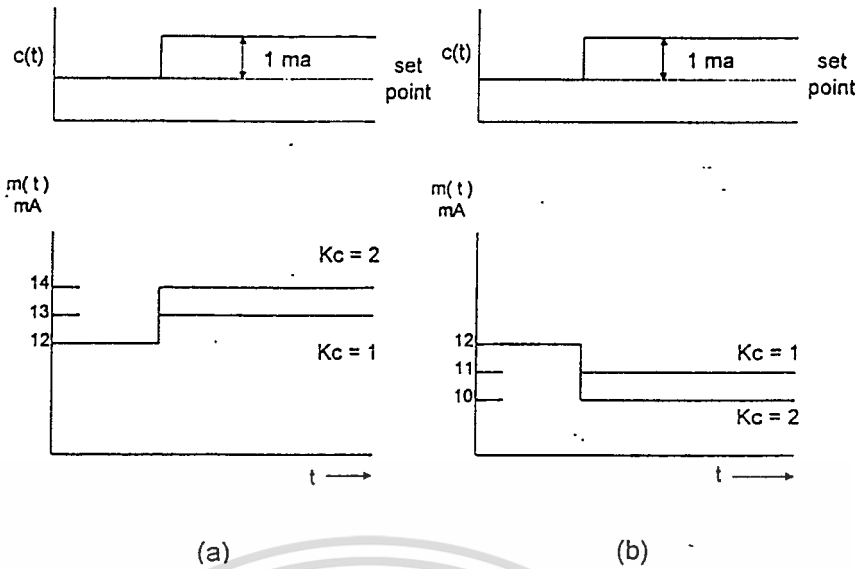 c(t)
1 ma
set
point
m(t)
mA
Kc = 2
14
13
12
Kc = 1
t
(a)
c(t)
1 ma
set
point
m(t)
mA
12
Kc = 1
11
10
Kc = 2
t
(b)